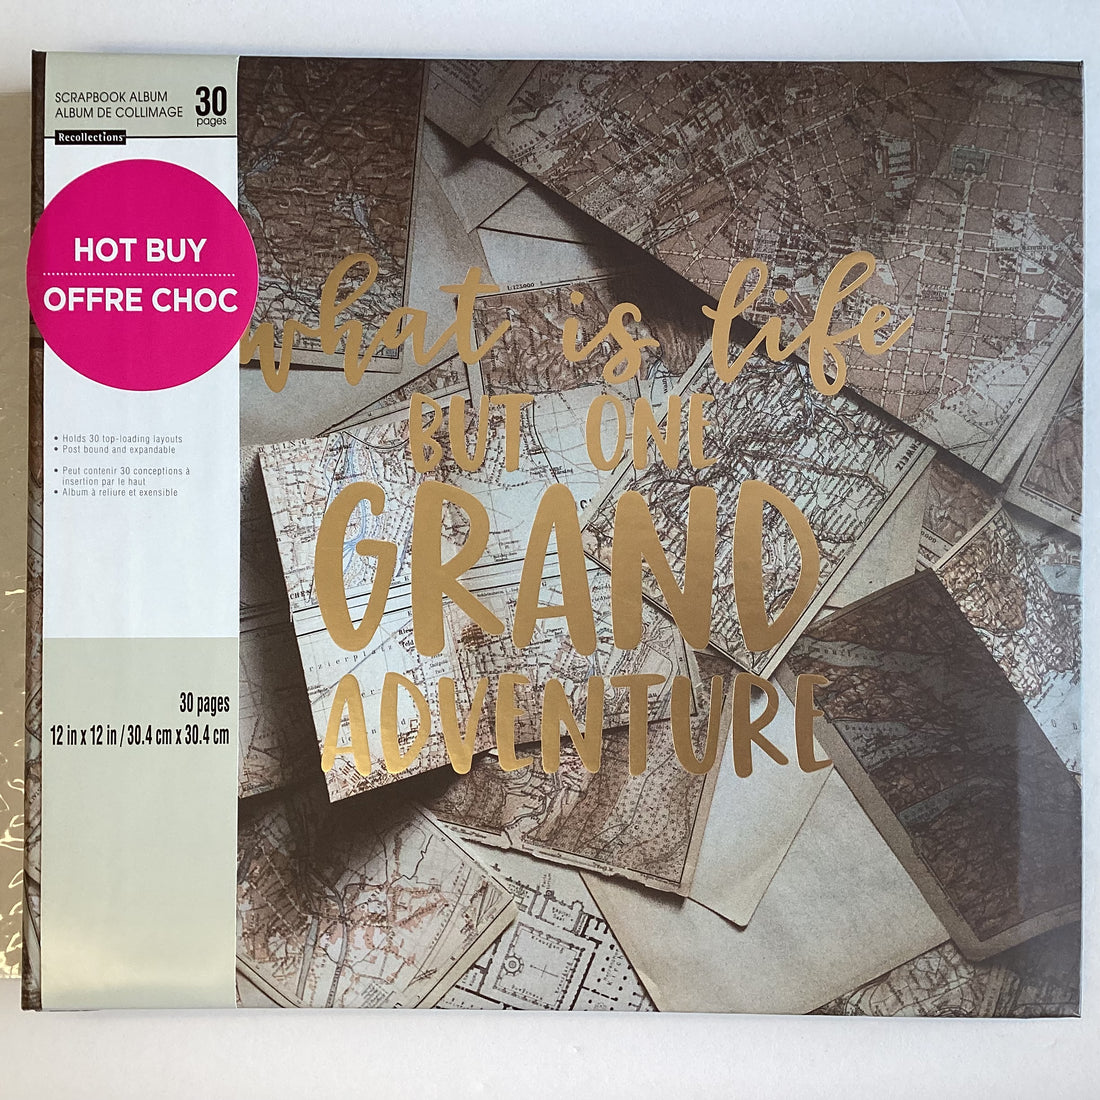 SCRAPBOOK ALBUM
ALBUM DE COLLIMAGE
30
pages
Recollections
HOT BUY
OFFRE CHOC
• Holds 30 top-loading layouts
• Post bound and expandable
• Peut contenir 30 conceptions à
insertion par le haut
• Album à reliure et exensible
30 pages
12 in x 12 in / 30.4 cm x 30.4 cm
what is life
BUT ONE
GRAND
ADVENTURE